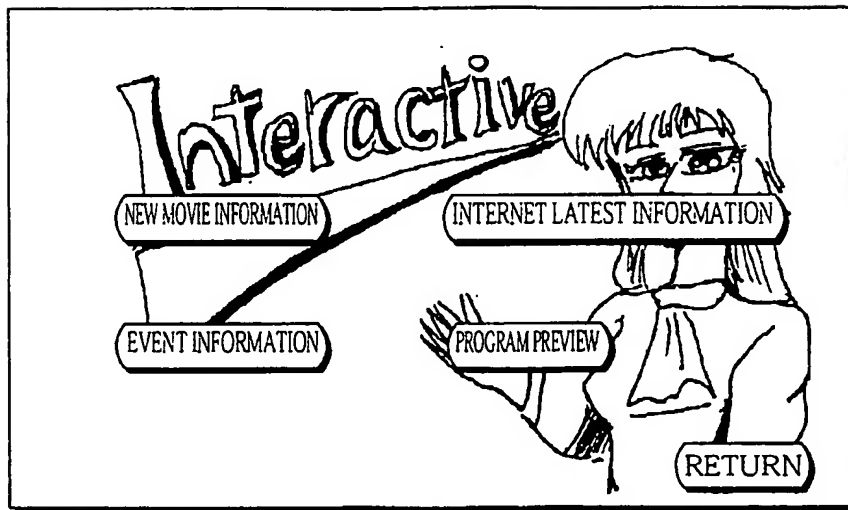 Interactive
NEW MOVIE INFORMATION
INTERNET LATEST INFORMATION
EVENT INFORMATION
PROGRAM PREVIEW
RETURN